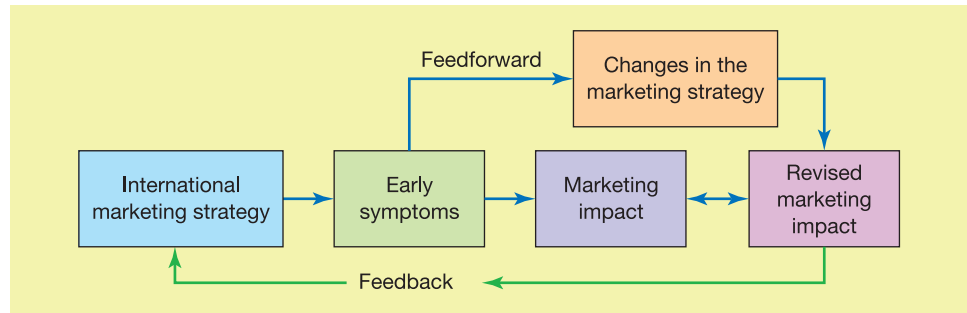 Feedforward
Changes in the
marketing strategy
International
marketing strategy
Early
symptoms
Marketing
impact
Revised
marketing
impact
Feedback